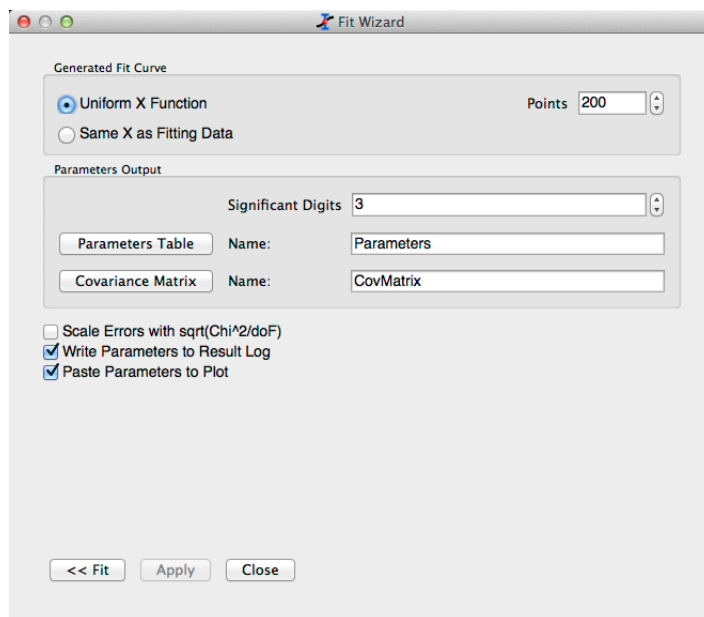 Fit Wizard
Generated Fit Curve
Uniform X Function Points 200
Same X as Fitting Data
Parameters Output
Significant Digits 3
Parameters Table Name: Parameters
Covariance Matrix Name: CovMatrix
Scale Errors with sqrt(Chi^2/doF)
Write Parameters to Result Log
Paste Parameters to Plot
<< Fit Apply Close